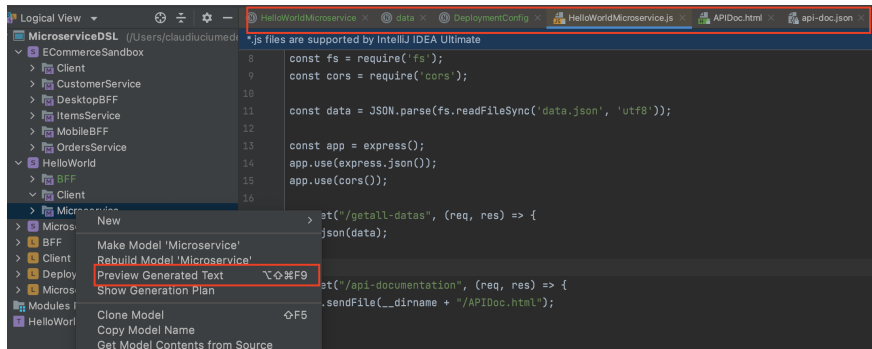 Logical View
HelloWorldMicroservice
data
DeploymentConfig
HelloWorldMicroservice.js
APIDoc.html
api-doc.json
MicroserviceDSL (/Users/claudiuciumede
*.js files are supported by IntelliJ IDEA Ultimate
ECommerceSandbox
Client
CustomerService
DesktopBFF
ItemsService
MobileBFF
OrdersService
HelloWorld
BFF
Client
Microservice
Micros
BFF
Client
Deploy
Micros
Modules
HelloWorl
8 const fs = require('fs');
9 const cors = require('cors');
10
11 const data = JSON.parse(fs.readFileSync('data.json', 'utf8'));
12
13 const app = express();
14 app.use(express.json());
15 app.use(cors());
16
et("/getall-datas", (req, res) => {
json(data);
et("/api-documentation", (req, res) => {
.sendFile(__dirname + "/APIDoc.html");
New
Make Model 'Microservice'
Rebuild Model 'Microservice'
Preview Generated Text ⌥⇧⌘F9
Show Generation Plan
Clone Model ⇧F5
Copy Model Name
Get Model Contents from Source